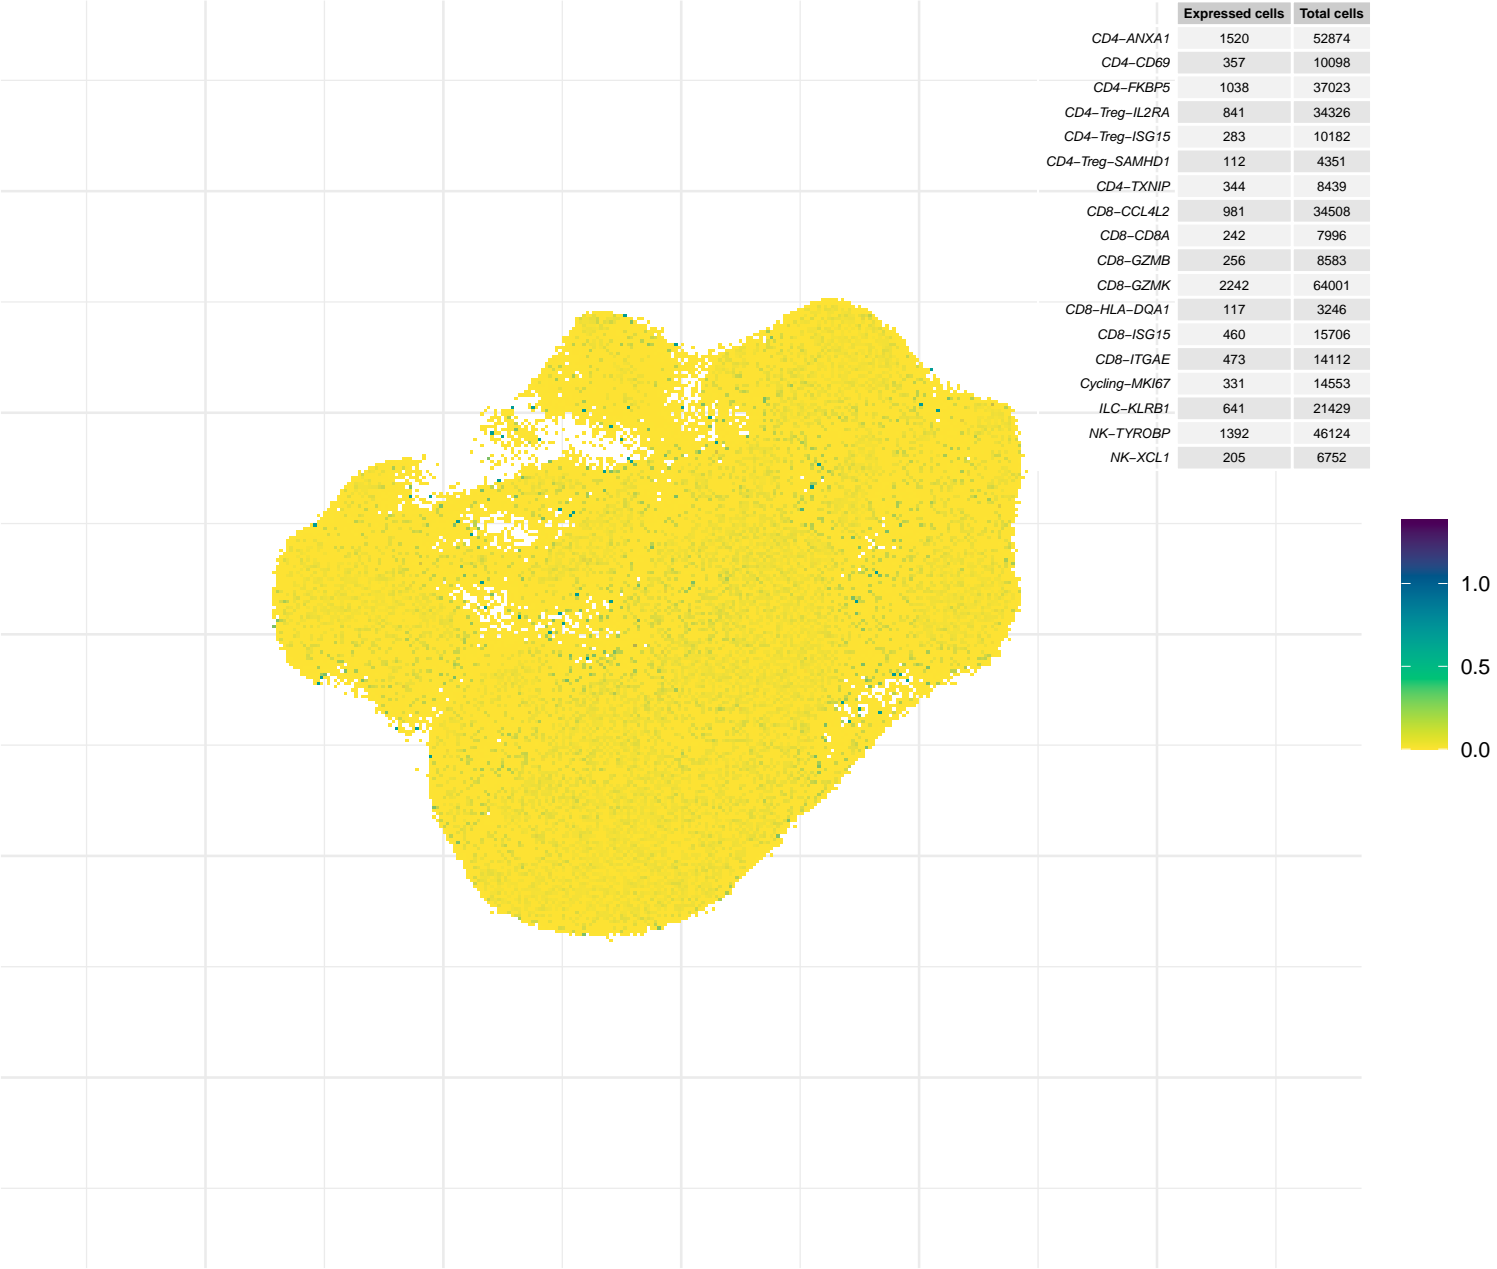 Expressed cells Total cells
CD4−ANXA1 1520 52874
CD4−CD69 357 10098
CD4−FKBP5 1038 37023
CD4−Treg−IL2RA 841 34326
CD4−Treg−ISG15 283 10182
CD4−Treg−SAMHD1 112 4351
CD4−TXNIP 344 8439
CD8−CCL4L2 981 34508
CD8−CD8A 242 7996
CD8−GZMB 256 8583
CD8−GZMK 2242 64001
CD8−HLA−DQA1 117 3246
CD8−ISG15 460 15706
CD8−ITGAE 473 14112
Cycling−MKI67 331 14553
ILC−KLRB1 641 21429
NK−TYROBP 1392 46124
NK−XCL1 205 6752
1.0
0.5
0.0